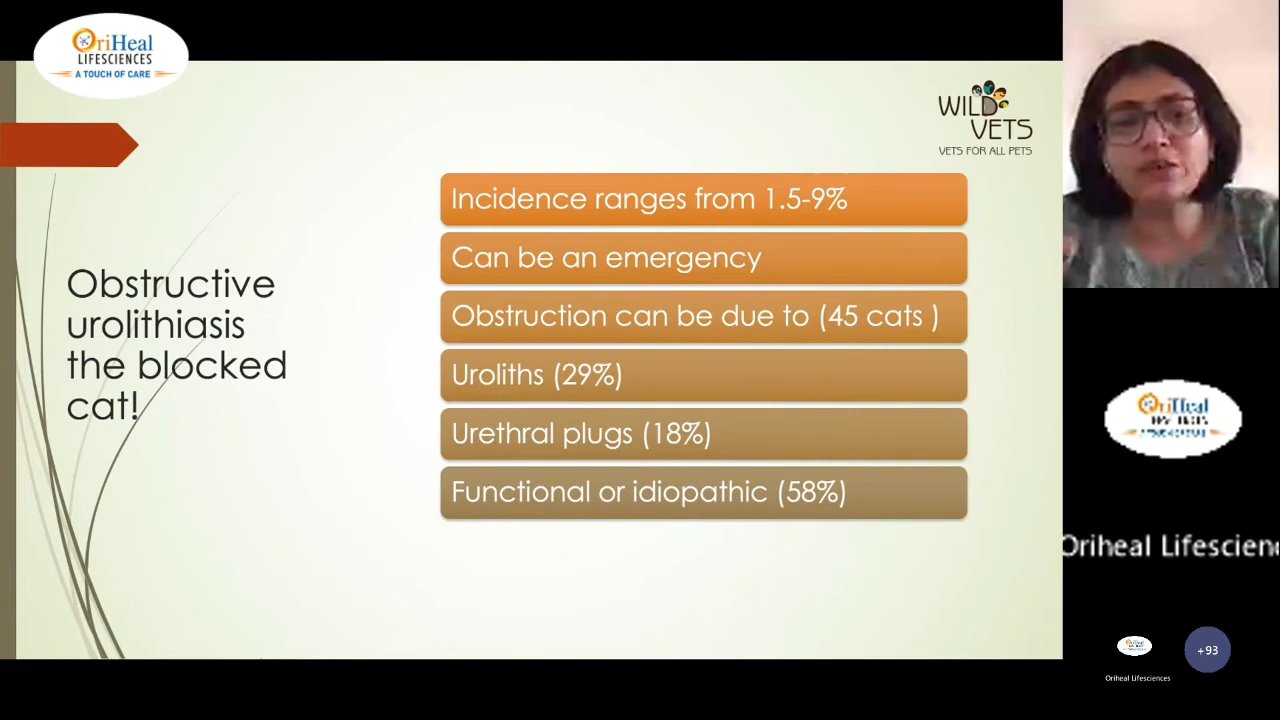 OriHeal
LIFESCIENCES
A TOUCH OF CARE
WILD
VETS
VETS FOR ALL PETS
Obstructive
urolithiasis
the blocked
cat!
Incidence ranges from 1.5-9%
Can be an emergency
Obstruction can be due to (45 cats )
Uroliths (29%)
Urethral plugs (18%)
Functional or idiopathic (58%)
OriHeal
Oriheal Lifescien
+93
Oriheal Lifesciences